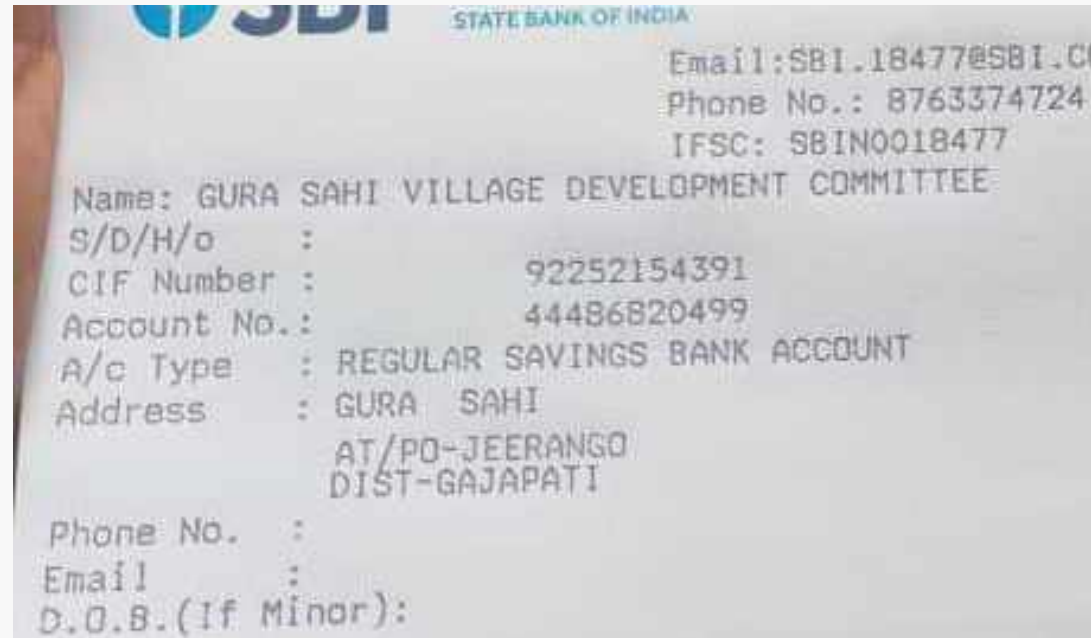 SBI
STATE BANK OF INDIA
Email:SBI.18477@SBI.CO
Phone No.: 8763374724
IFSC: SBIN0018477
Name: GURA SAHI VILLAGE DEVELOPMENT COMMITTEE
S/D/H/o :
CIF Number : 92252154391
Account No.: 44486820499
A/c Type : REGULAR SAVINGS BANK ACCOUNT
Address : GURA SAHI
AT/PO-JEERANGO
DIST-GAJAPATI
Phone No. :
Email :
D.O.B.(If Minor):